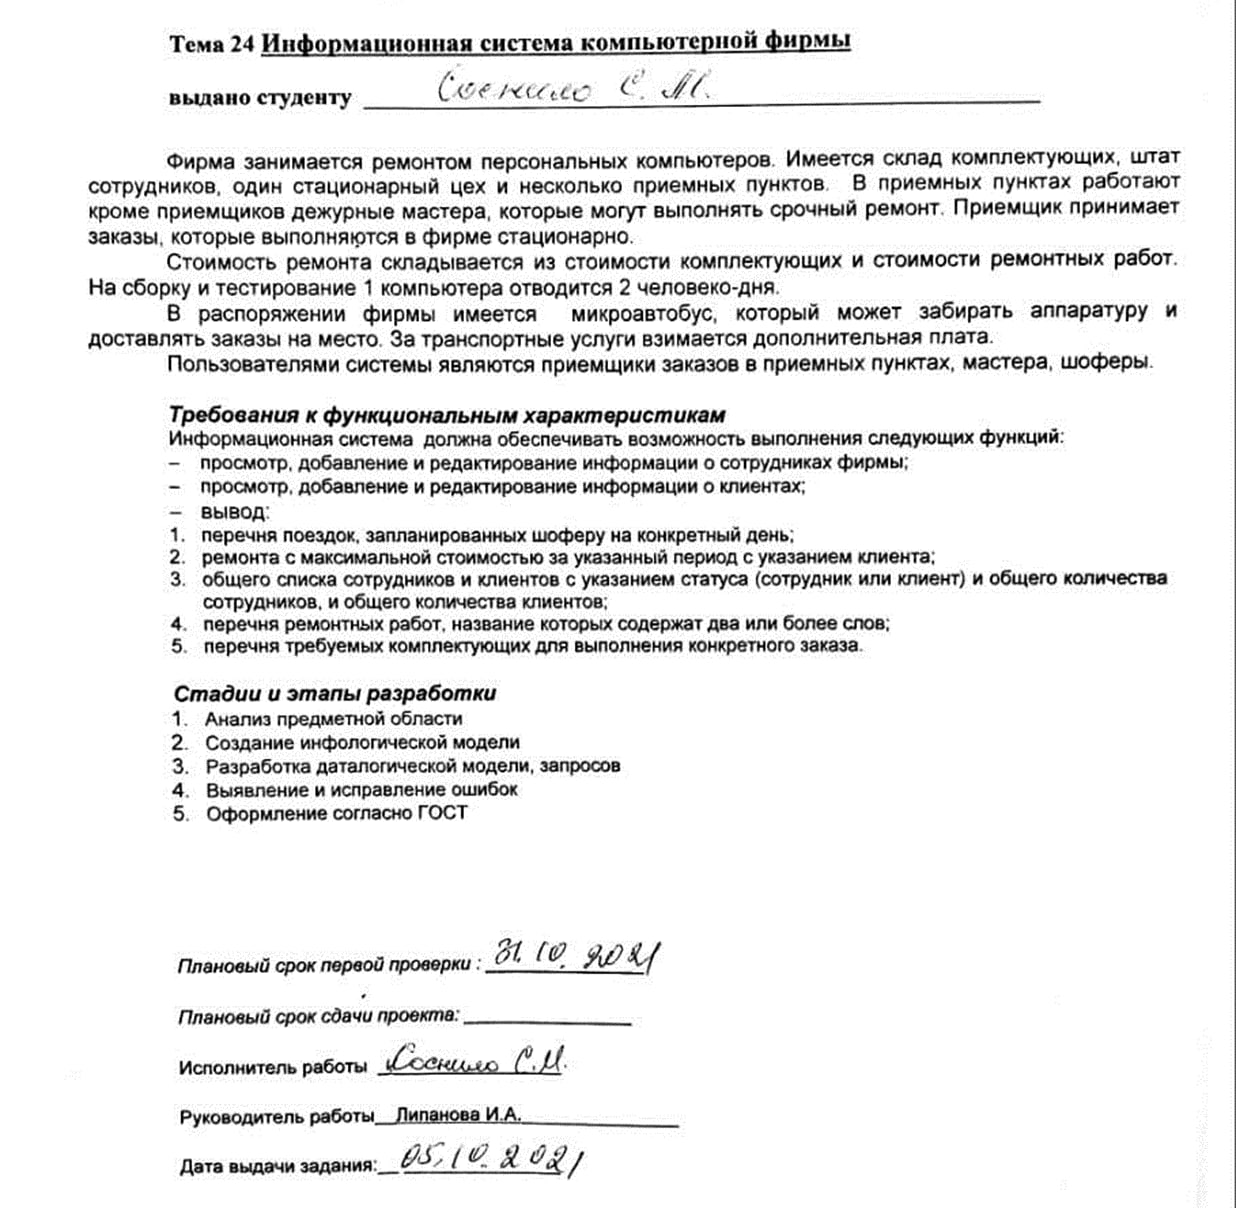 Тема 24 Информационная система компьютерной фирмы
выдано студенту Соснило С. М.
Фирма занимается ремонтом персональных компьютеров. Имеется склад комплектующих, штат
сотрудников, один стационарный цех и несколько приемных пунктов. В приемных пунктах работают
кроме приемщиков дежурные мастера, которые могут выполнять срочный ремонт. Приемщик принимает
заказы, которые выполняются в фирме стационарно.
Стоимость ремонта складывается из стоимости комплектующих и стоимости ремонтных работ.
На сборку и тестирование 1 компьютера отводится 2 человеко-дня.
В распоряжении фирмы имеется микроавтобус, который может забирать аппаратуру и
доставлять заказы на место. За транспортные услуги взимается дополнительная плата.
Пользователями системы являются приемщики заказов в приемных пунктах, мастера, шоферы.
Требования к функциональным характеристикам
Информационная система должна обеспечивать возможность выполнения следующих функций:
– просмотр, добавление и редактирование информации о сотрудниках фирмы;
– просмотр, добавление и редактирование информации о клиентах;
– вывод:
1. перечня поездок, запланированных шоферу на конкретный день;
2. ремонта с максимальной стоимостью за указанный период с указанием клиента;
3. общего списка сотрудников и клиентов с указанием статуса (сотрудник или клиент) и общего количества
сотрудников, и общего количества клиентов;
4. перечня ремонтных работ, название которых содержат два или более слов;
5. перечня требуемых комплектующих для выполнения конкретного заказа.
Стадии и этапы разработки
1. Анализ предметной области
2. Создание инфологической модели
3. Разработка даталогической модели, запросов
4. Выявление и исправление ошибок
5. Оформление согласно ГОСТ
Плановый срок первой проверки : 31.10.2021
Плановый срок сдачи проекта:
Исполнитель работы Соснило С.М.
Руководитель работы Липанова И.А.
Дата выдачи задания: 05.10.2021